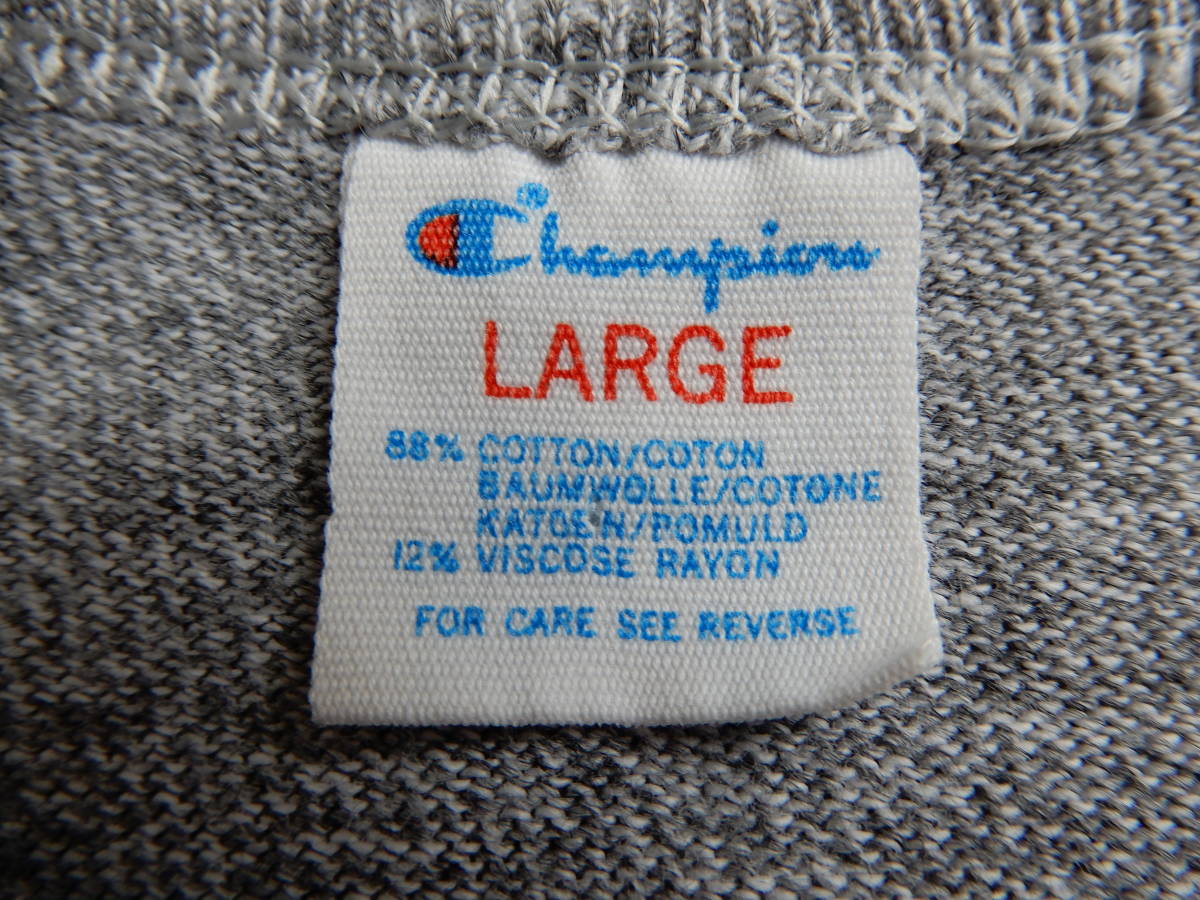 Champion®
LARGE
88% COTTON/COTON
BAUMWOLLE/COTONE
KATOEN/POMULD
12% VISCOSE RAYON
FOR CARE SEE REVERSE